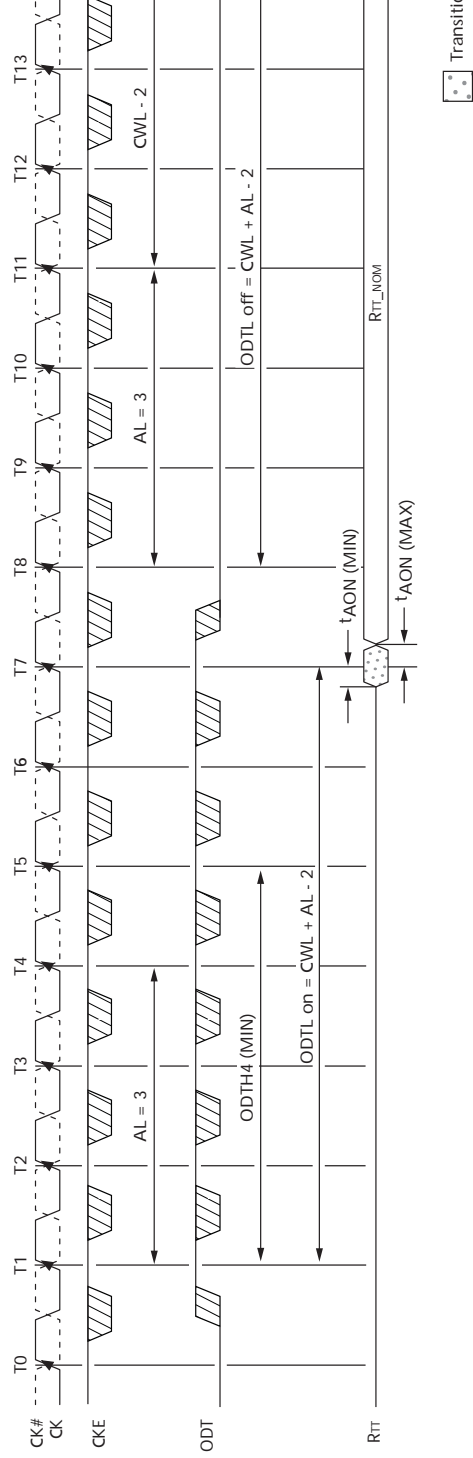 T0 T1 T2 T3 T4 T5 T6 T7 T8 T9 T10 T11 T12 T13
CK#
CK
CKE
AL = 3
AL = 3
CWL - 2
ODT
ODTH4 (MIN)
ODTL off = CWL + AL - 2
ODTL on = CWL + AL - 2
tAON (MIN)
RTT
RTT_NOM
tAON (MAX)